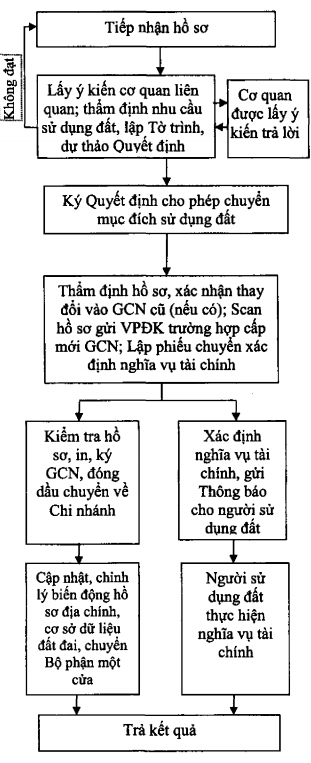 Tiếp nhận hồ sơ
Không đạt
Lấy ý kiến cơ quan liên
quan; thẩm định nhu cầu
sử dụng đất, lập Tờ trình,
dự thảo Quyết định
Cơ quan
được lấy ý
kiến trả lời
Ký Quyết định cho phép chuyển
mục đích sử dụng đất
Thẩm định hồ sơ, xác nhận thay
đổi vào GCN cũ (nếu có); Scan
hồ sơ gửi VPĐK trường hợp cấp
mới GCN; Lập phiếu chuyển xác
định nghĩa vụ tài chính
Kiểm tra hồ
sơ, in, ký
GCN, đóng
dầu chuyển về
Chi nhánh
Xác định
nghĩa vụ tài
chính, gửi
Thông báo
cho người sử
dụng đất
Cập nhật, chỉnh
lý biến động hồ
sơ địa chính,
cơ sở dữ liệu
đất đai, chuyển
Bộ phận một
cửa
Người sử
dụng đất
thực hiện
nghĩa vụ tài
chính
Trả kết quả